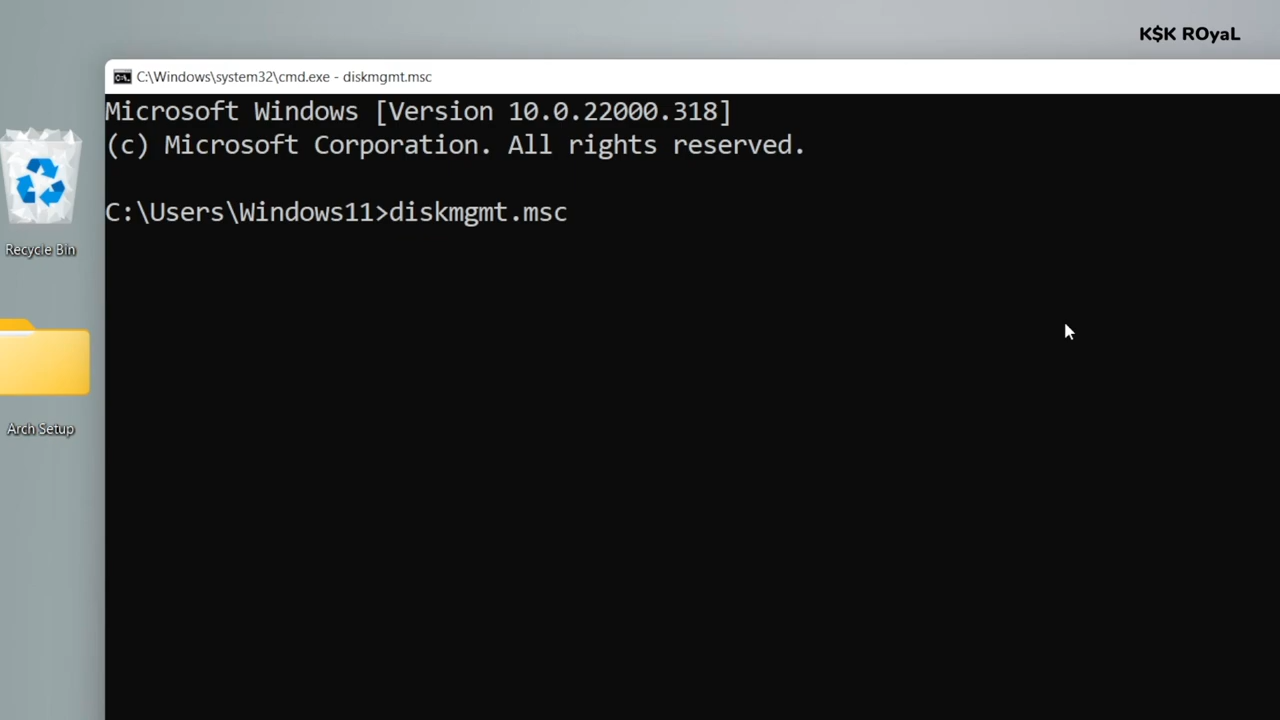 K$K ROyaL
C:\Windows\system32\cmd.exe - diskmgmt.msc
Microsoft Windows [Version 10.0.22000.318]
(c) Microsoft Corporation. All rights reserved.
C:\Users\Windows11>diskmgmt.msc
Recycle Bin
Arch Setup